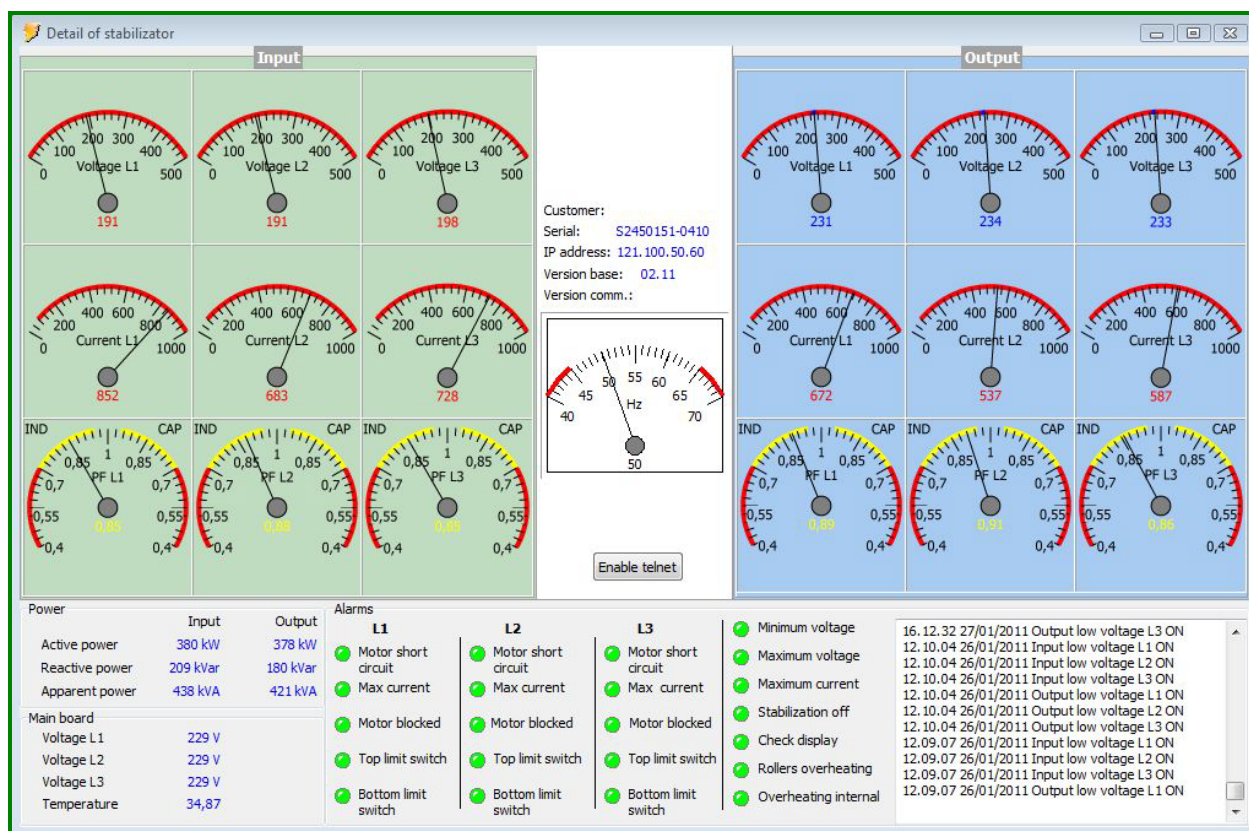 Detail of stabilizator
Input
100 200 300 400
0 Voltage L1 500
191
100 200 300 400
0 Voltage L2 500
191
100 200 300 400
0 Voltage L3 500
198
200 400 600 800
0 Current L1 1000
852
200 400 600 800
0 Current L2 1000
683
200 400 600 800
0 Current L3 1000
728
IND CAP
0,85 1 0,85
0,7 PF L1 0,7
0,55 0,55
0,85
0,4 0,4
IND CAP
0,85 1 0,85
0,7 PF L2 0,7
0,55 0,55
0,4 0,4
IND CAP
0,85 1 0,85
0,7 PF L3 0,7
0,55 0,55
0,85
0,4 0,4
Customer:
Serial: S2450151-0410
IP address: 121.100.50.60
Version base: 02.11
Version comm.:
40 45 50 55 60 65 70
Hz
50
Enable telnet
Output
100 200 300 400
0 Voltage L1 500
231
100 200 300 400
0 Voltage L2 500
234
100 200 300 400
0 Voltage L3 500
233
200 400 600 800
0 Current L1 1000
672
200 400 600 800
0 Current L2 1000
537
200 400 600 800
0 Current L3 1000
587
IND CAP
0,85 1 0,85
0,7 PF L1 0,7
0,55 0,55
0,89
0,4 0,4
IND CAP
0,85 1 0,85
0,7 PF L2 0,7
0,55 0,55
0,91
0,4 0,4
IND CAP
0,85 1 0,85
0,7 PF L3 0,7
0,55 0,55
0,86
0,4 0,4
Power
Input Output
Active power 380 kW 378 kW
Reactive power 209 kVar 180 kVar
Apparent power 438 kVA 421 kVA
Main board
Voltage L1 229 V
Voltage L2 229 V
Voltage L3 229 V
Temperature 34,87
Alarms
L1
Motor short
circuit
Max current
Motor blocked
Top limit switch
Bottom limit
switch
L2
Motor short
circuit
Max current
Motor blocked
Top limit switch
Bottom limit
switch
L3
Motor short
circuit
Max current
Motor blocked
Top limit switch
Bottom limit
switch
Minimum voltage
Maximum voltage
Maximum current
Stabilization off
Check display
Rollers overheating
Overheating internal
16.12.32 27/01/2011 Output low voltage L3 ON
12.10.04 26/01/2011 Input low voltage L1 ON
12.10.04 26/01/2011 Input low voltage L2 ON
12.10.04 26/01/2011 Input low voltage L3 ON
12.10.04 26/01/2011 Output low voltage L1 ON
12.10.04 26/01/2011 Output low voltage L2 ON
12.10.04 26/01/2011 Output low voltage L3 ON
12.09.07 26/01/2011 Input low voltage L1 ON
12.09.07 26/01/2011 Input low voltage L2 ON
12.09.07 26/01/2011 Input low voltage L3 ON
12.09.07 26/01/2011 Output low voltage L1 ON